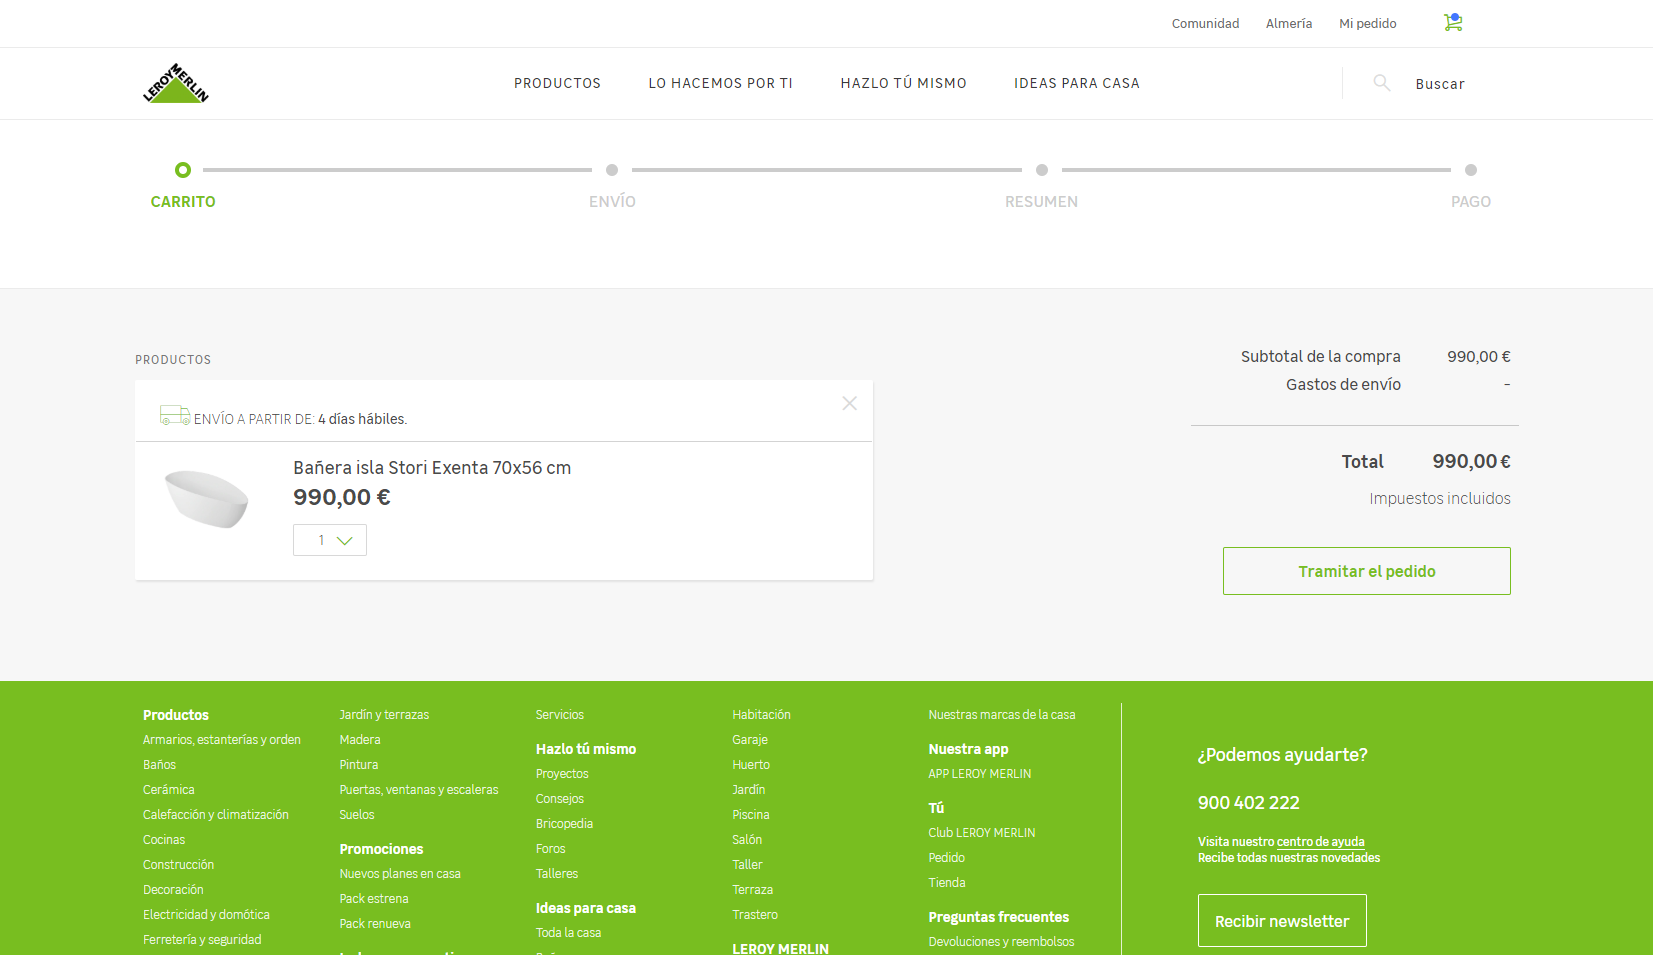 Comunidad Almería Mi pedido
LEROY MERLIN
PRODUCTOS LO HACEMOS POR TI HAZLO TÚ MISMO IDEAS PARA CASA Buscar
CARRITO ENVÍO RESUMEN PAGO
PRODUCTOS
ENVÍO A PARTIR DE: 4 días hábiles.
Bañera isla Stori Exenta 70x56 cm
990,00 €
1
Subtotal de la compra 990,00 €
Gastos de envío -
Total 990,00 €
Impuestos incluidos
Tramitar el pedido
Productos
Armarios, estanterías y orden
Baños
Cerámica
Calefacción y climatización
Cocinas
Construcción
Decoración
Electricidad y domótica
Ferretería y seguridad
Jardín y terrazas
Madera
Pintura
Puertas, ventanas y escaleras
Suelos
Promociones
Nuevos planes en casa
Pack estrena
Pack renueva
Servicios
Hazlo tú mismo
Proyectos
Consejos
Bricopedia
Foros
Talleres
Ideas para casa
Toda la casa
Habitación
Garaje
Huerto
Jardín
Piscina
Salón
Taller
Terraza
Trastero
LEROY MERLIN
Nuestras marcas de la casa
Nuestra app
APP LEROY MERLIN
Tú
Club LEROY MERLIN
Pedido
Tienda
Preguntas frecuentes
Devoluciones y reembolsos
¿Podemos ayudarte?
900 402 222
Visita nuestro centro de ayuda
Recibe todas nuestras novedades
Recibir newsletter